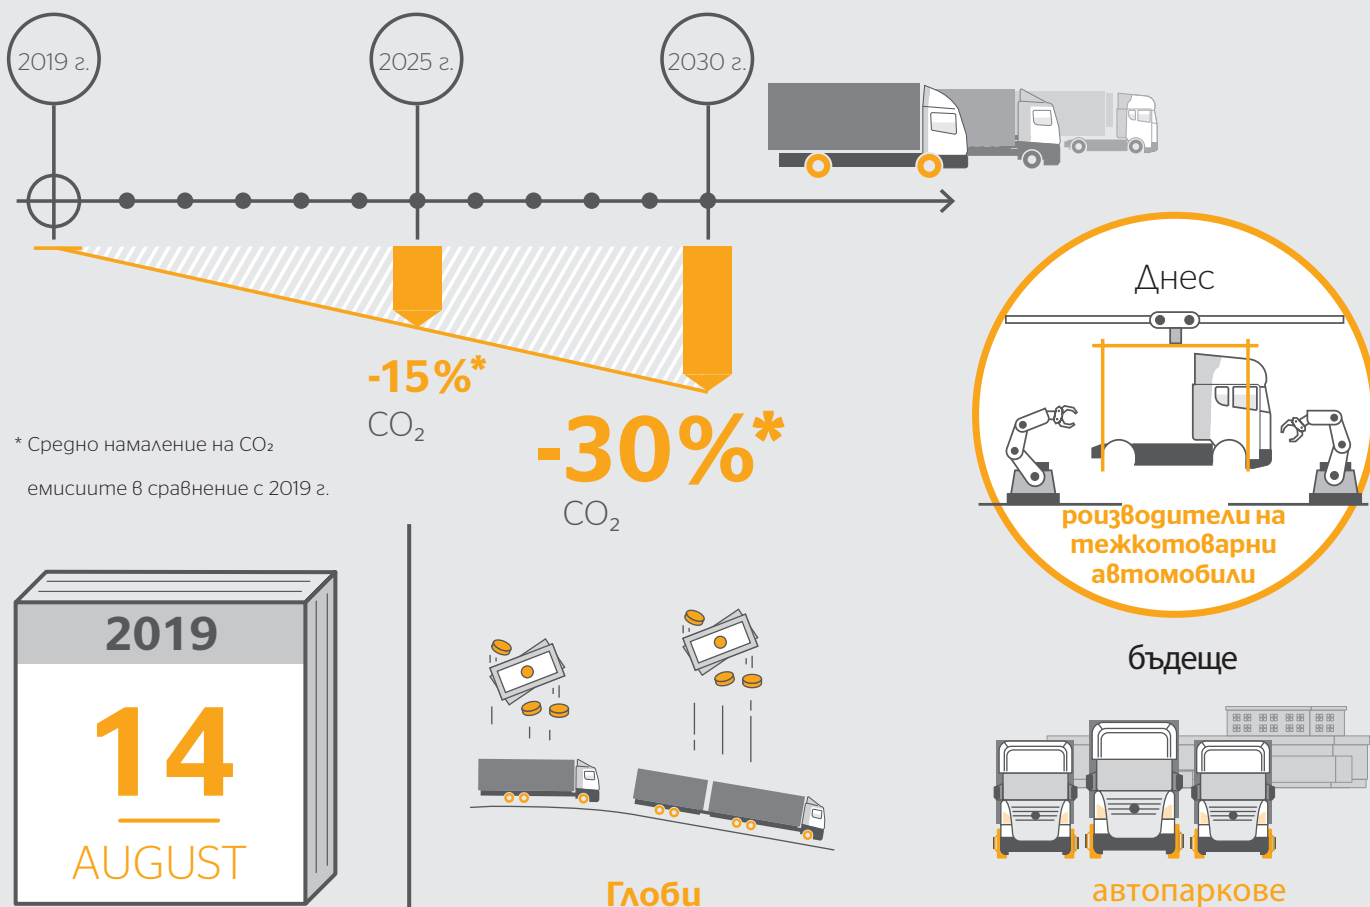 2019 г.
2025 г.
2030 г.
-15%*
CO₂
-30%*
CO₂
* Средно намаление на CO₂
емисиите в сравнение с 2019 г.
Днес
роизводители на
тежкотоварни
автомобили
2019
14
AUGUST
Глоби
бъдеще
автопаркове